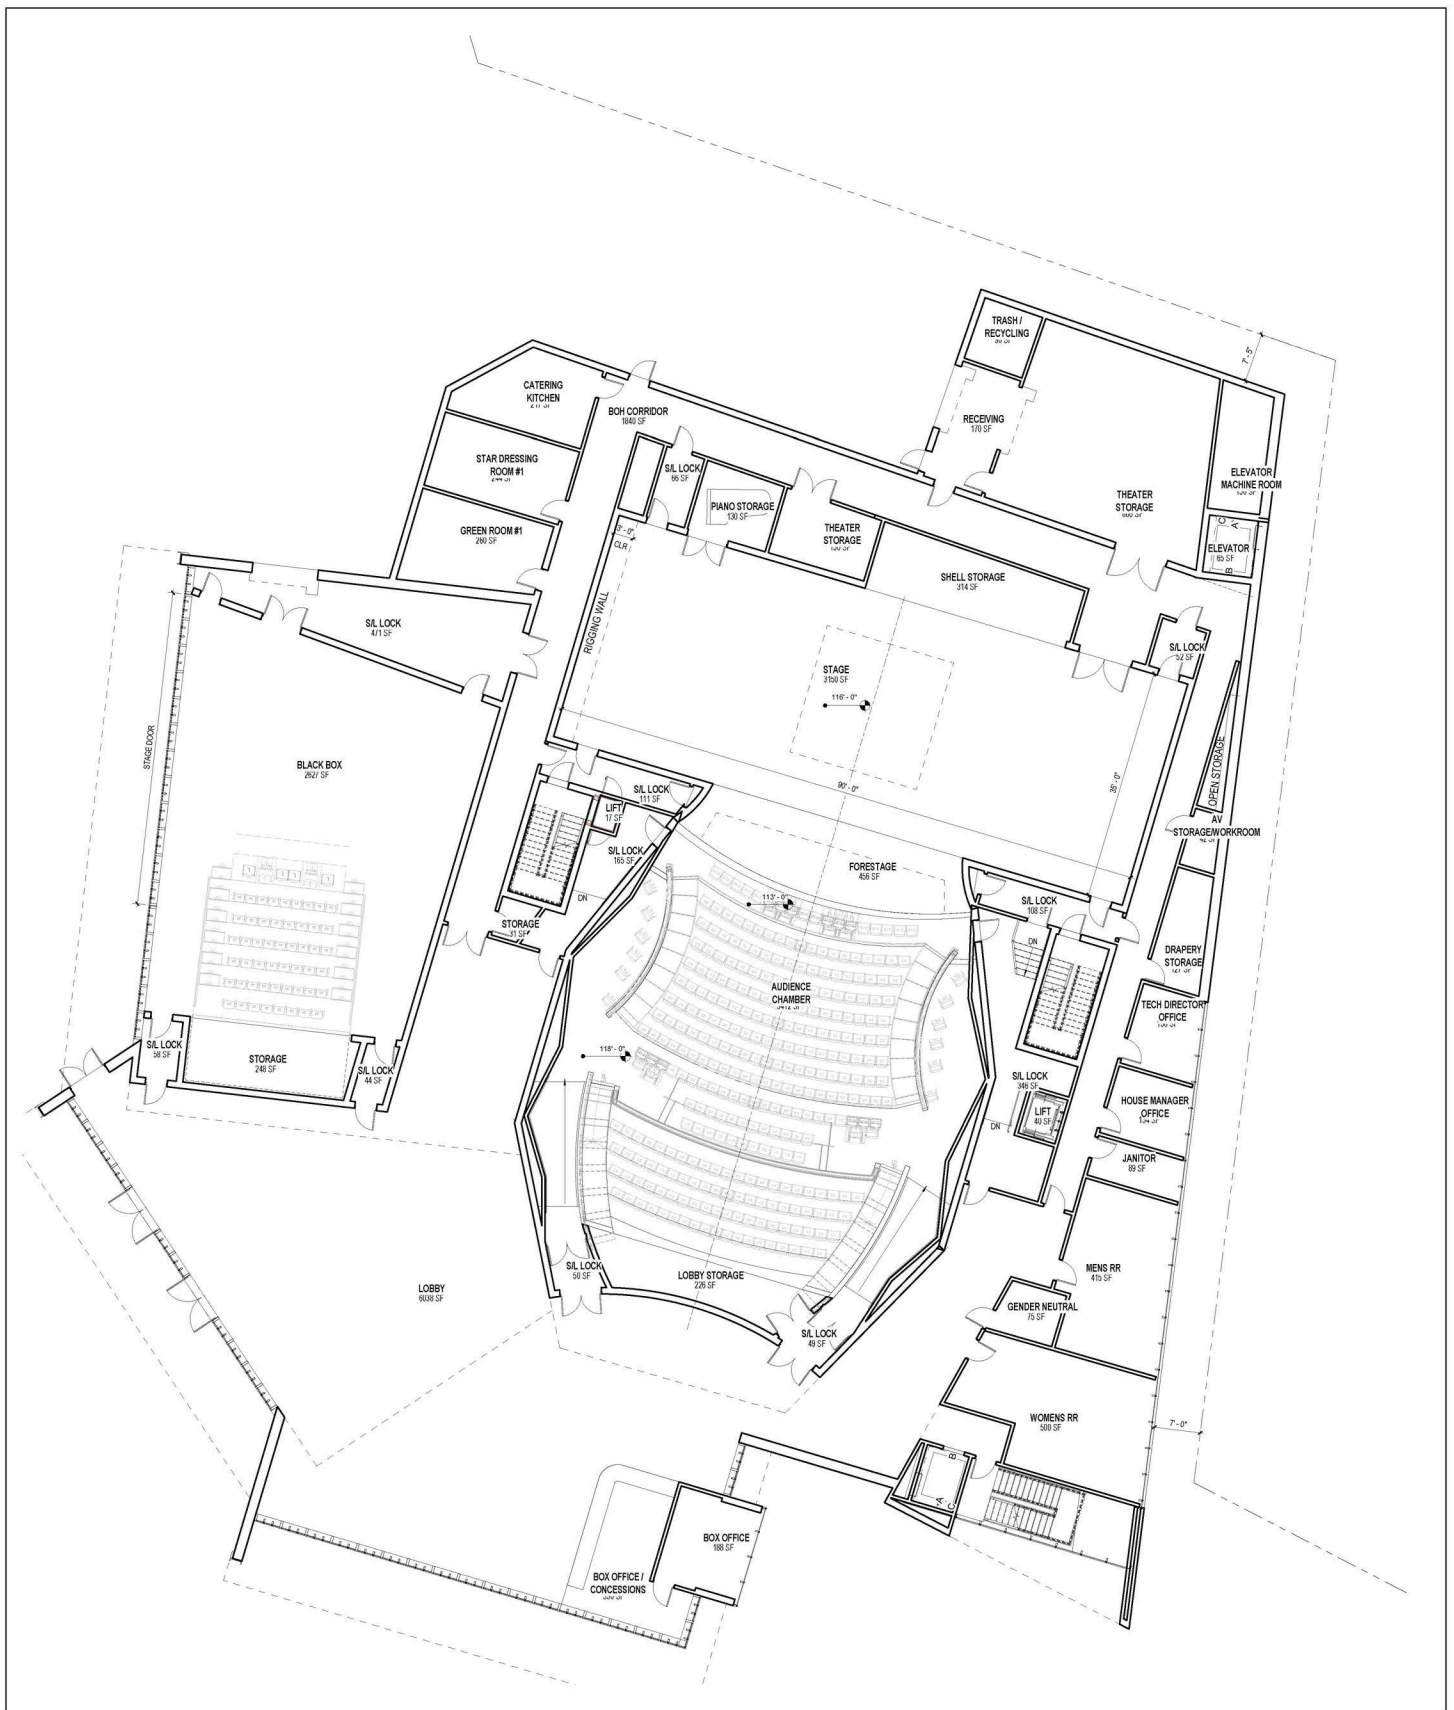 TRASH /
RECYCLING
7' - 5"
CATERING
KITCHEN
BOH CORRIDOR
1840 SF
RECEIVING
170 SF
STAR DRESSING
ROOM #1
S/L LOCK
66 SF
ELEVATOR
MACHINE ROOM
PIANO STORAGE
130 SF
THEATER
STORAGE
GREEN ROOM #1
260 SF
3' - 0"
CLR
THEATER
STORAGE
C
A
B
ELEVATOR
65 SF
SHELL STORAGE
314 SF
S/L LOCK
471 SF
RIGGING WALL
S/L LOCK
52 SF
STAGE
3150 SF
116' - 0"
STAGE DOOR
BLACK BOX
2627 SF
OPEN STORAGE
90' - 0"
35' - 0"
S/L LOCK
111 SF
LIFT
17 SF
AV
STORAGE/WORKROOM
S/L LOCK
165 SF
FORESTAGE
456 SF
DN
113' - 0"
S/L LOCK
108 SF
STORAGE
31 SF
DN
DRAPERY
STORAGE
AUDIENCE
CHAMBER
TECH DIRECTOR
OFFICE
S/L LOCK
58 SF
STORAGE
248 SF
118' - 0"
S/L LOCK
44 SF
S/L LOCK
346 SF
LIFT
40 SF
DN
HOUSE MANAGER
OFFICE
JANITOR
89 SF
S/L LOCK
50 SF
LOBBY STORAGE
226 SF
MENS RR
415 SF
LOBBY
6038 SF
GENDER NEUTRAL
75 SF
S/L LOCK
49 SF
WOMENS RR
500 SF
7' - 0"
B
A
C
BOX OFFICE
188 SF
BOX OFFICE /
CONCESSIONS